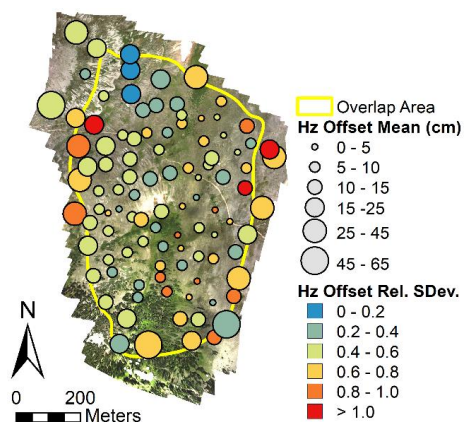 Overlap Area
Hz Offset Mean (cm)
0 - 5
5 - 10
10 - 15
15 -25
25 - 45
45 - 65
Hz Offset Rel. SDev.
0 - 0.2
0.2 - 0.4
0.4 - 0.6
0.6 - 0.8
0.8 - 1.0
> 1.0
N
0 200
Meters